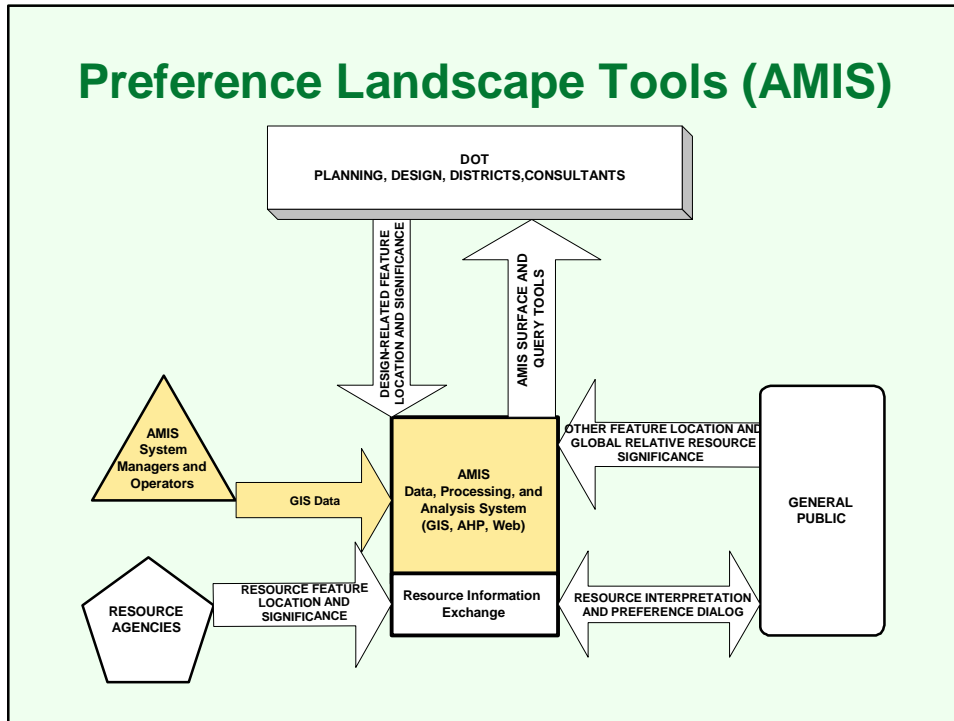 Preference Landscape Tools (AMIS)
DOT
PLANNING, DESIGN, DISTRICTS,CONSULTANTS
DESIGN-RELATED FEATURE
LOCATION AND SIGNIFICANCE
AMIS SURFACE AND
QUERY TOOLS
AMIS
System
Managers and
Operators
GIS Data
AMIS
Data, Processing, and
Analysis System
(GIS, AHP, Web)
OTHER FEATURE LOCATION AND
GLOBAL RELATIVE RESOURCE
SIGNIFICANCE
GENERAL
PUBLIC
RESOURCE
AGENCIES
RESOURCE FEATURE
LOCATION AND
SIGNIFICANCE
Resource Information
Exchange
RESOURCE INTERPRETATION
AND PREFERENCE DIALOG